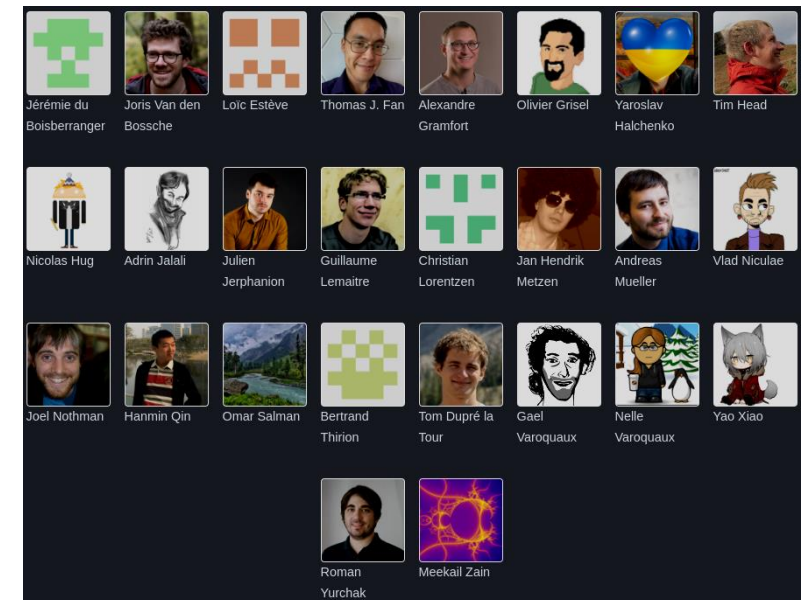 Jérémie du
Boisberranger
Joris Van den
Bossche
Loïc Estève
Thomas J. Fan
Alexandre
Gramfort
Olivier Grisel
Yaroslav
Halchenko
Tim Head
Nicolas Hug
Adrin Jalali
Julien
Jerphanion
Guillaume
Lemaitre
Christian
Lorentzen
Jan Hendrik
Metzen
Andreas
Mueller
Vlad Niculae
Joel Nothman
Hanmin Qin
Omar Salman
Bertrand
Thirion
Tom Dupré la
Tour
Gael
Varoquaux
Nelle
Varoquaux
Yao Xiao
Roman
Yurchak
Meekail Zain